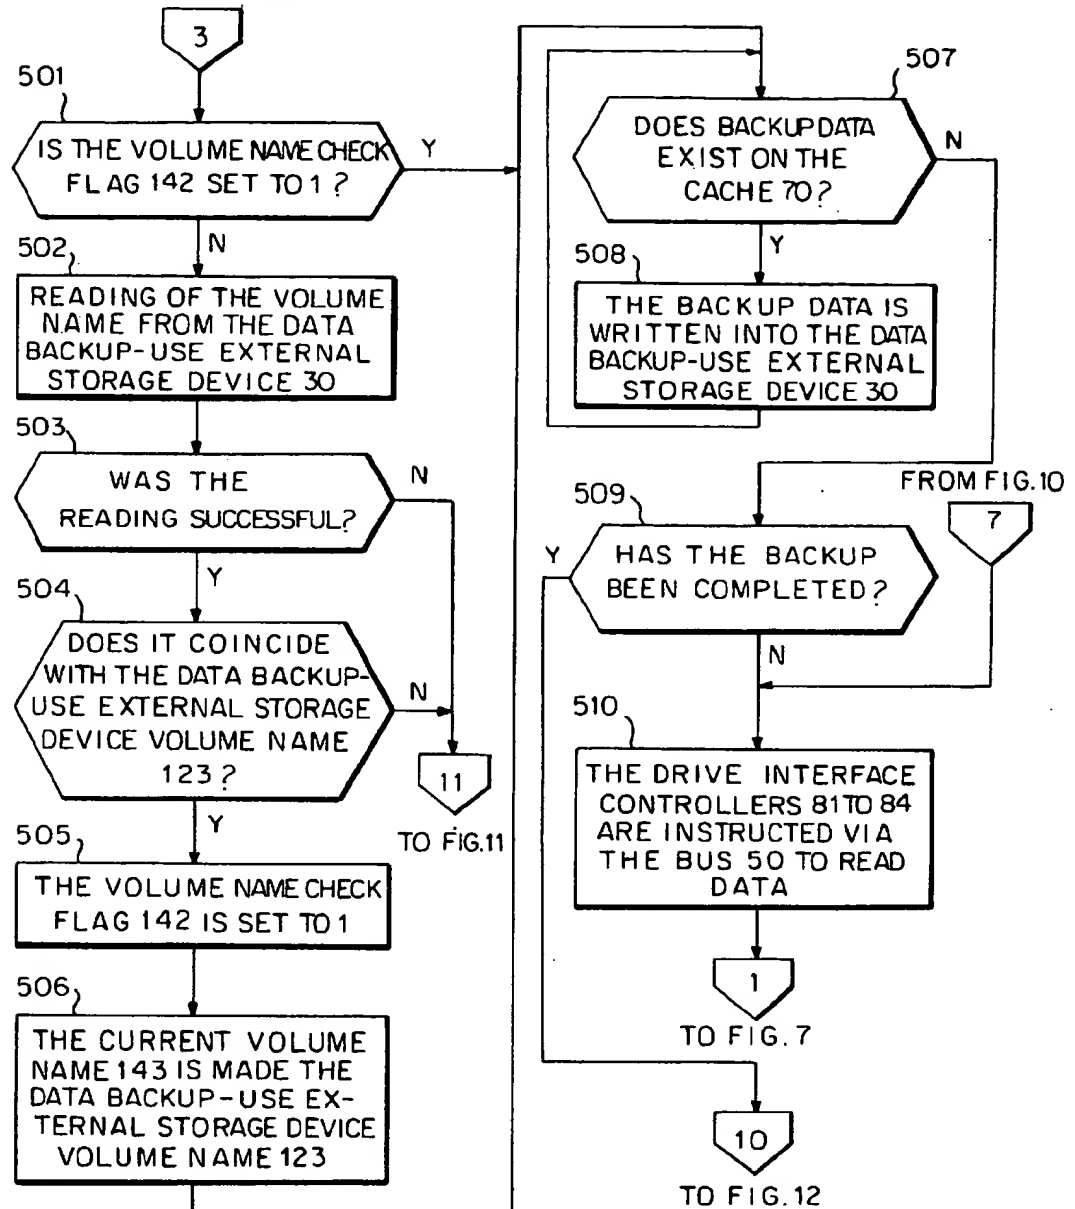 3
501
IS THE VOLUME NAME CHECK
FLAG 142 SET TO 1?
Y
N
502
READING OF THE VOLUME
NAME FROM THE DATA
BACKUP-USE EXTERNAL
STORAGE DEVICE 30
503
WAS THE
READING SUCCESSFUL?
N
Y
504
DOES IT COINCIDE
WITH THE DATA BACKUP-
USE EXTERNAL STORAGE
DEVICE VOLUME NAME
123?
N
Y
11
TO FIG.11
505
THE VOLUME NAME CHECK
FLAG 142 IS SET TO 1
506
THE CURRENT VOLUME
NAME 143 IS MADE THE
DATA BACKUP-USE EX-
TERNAL STORAGE DEVICE
VOLUME NAME 123
507
DOES BACKUP DATA
EXIST ON THE
CACHE 70?
N
Y
508
THE BACKUP DATA IS
WRITTEN INTO THE DATA
BACKUP-USE EXTERNAL
STORAGE DEVICE 30
FROM FIG.10
7
509
HAS THE BACKUP
BEEN COMPLETED?
Y
N
510
THE DRIVE INTERFACE
CONTROLLERS 81 TO 84
ARE INSTRUCTED VIA
THE BUS 50 TO READ
DATA
1
TO FIG.7
10
TO FIG.12